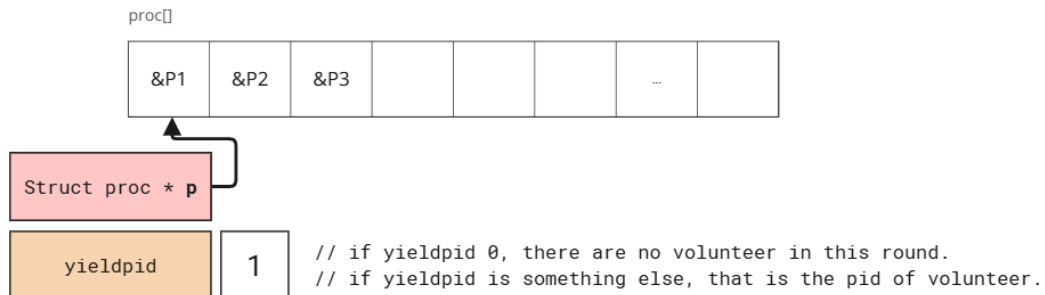 proc[]
&P1 &P2 &P3 ...
Struct proc * p
yieldpid 1
// if yieldpid 0, there are no volunteer in this round.
// if yieldpid is something else, that is the pid of volunteer.